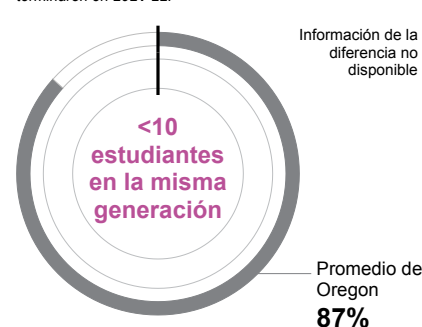 Información de la
diferencia no
disponible
<10
estudiantes
en la misma
generación
Promedio de
Oregon
87%